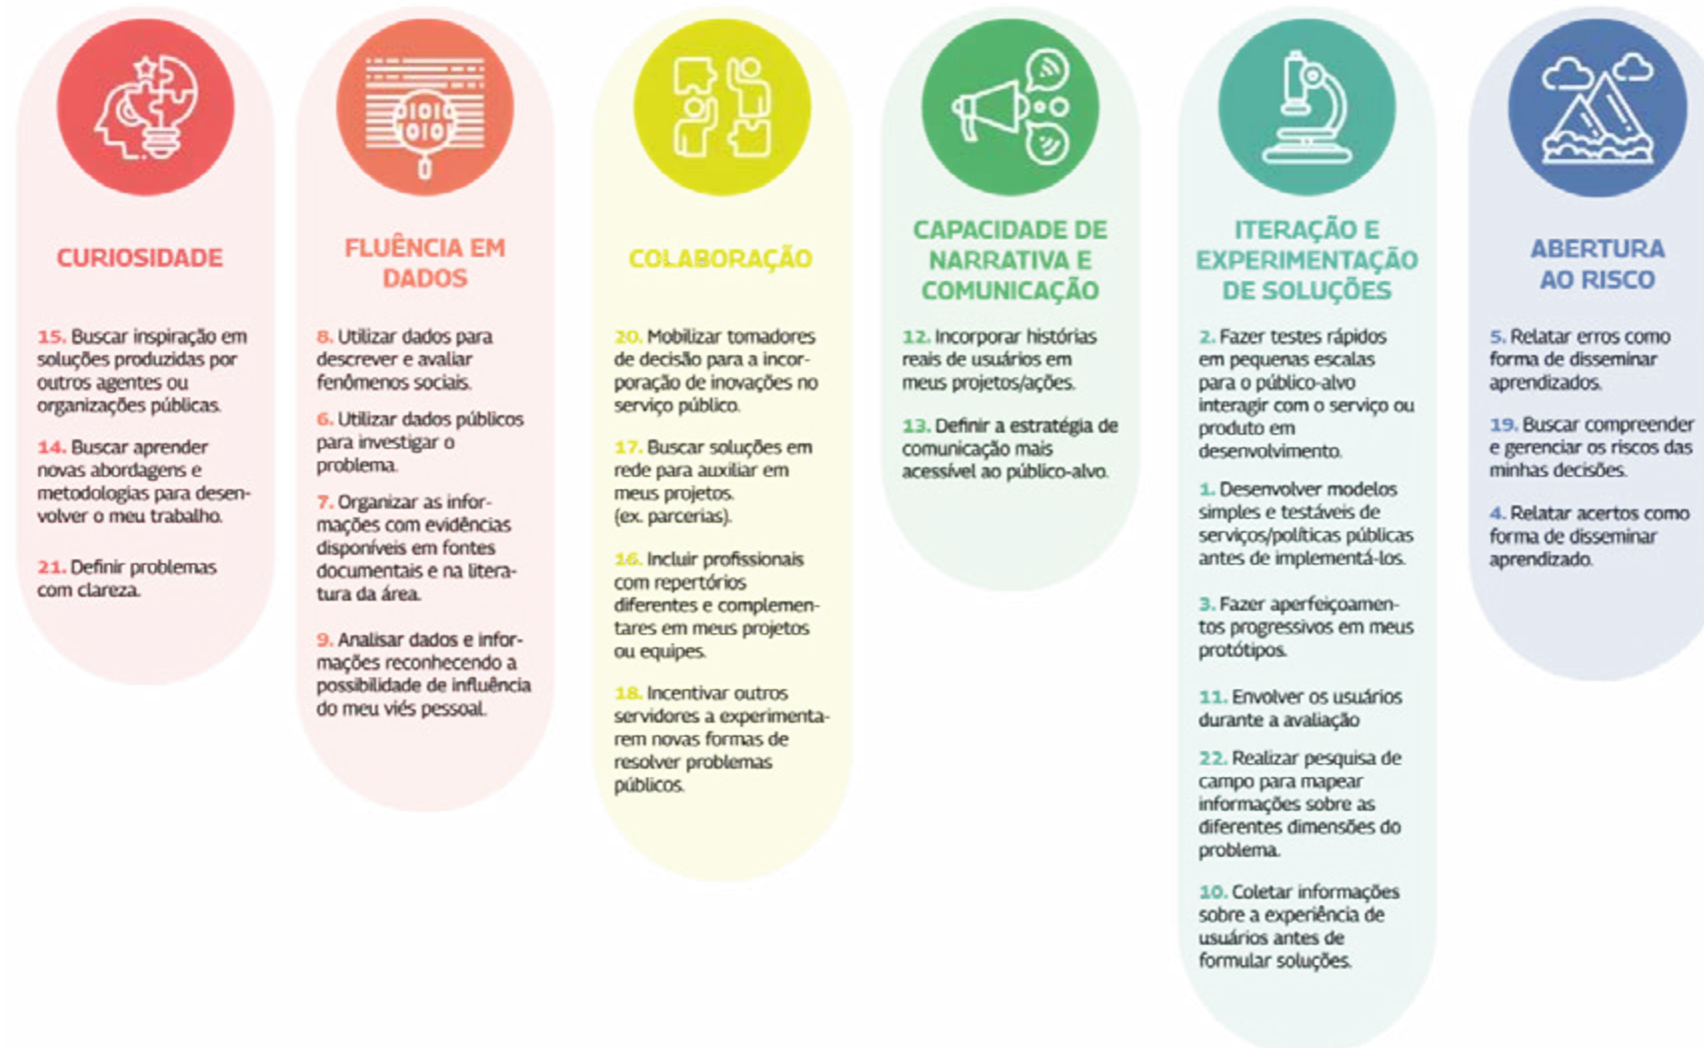 CURIOSIDADE
15. Buscar inspiração em
soluções produzidas por
outros agentes ou
organizações públicas.
14. Buscar aprender
novas abordagens e
metodologias para desen-
volver o meu trabalho.
21. Definir problemas
com clareza.
FLUÊNCIA EM
DADOS
8. Utilizar dados para
descrever e avaliar
fenômenos sociais.
6. Utilizar dados públicos
para investigar o
problema.
7. Organizar as infor-
mações com evidências
disponíveis em fontes
documentais e na litera-
tura da área.
9. Analisar dados e infor-
mações reconhecendo a
possibilidade de influência
do meu viés pessoal.
COLABORAÇÃO
20. Mobilizar tomadores
de decisão para a incor-
poração de inovações no
serviço público.
17. Buscar soluções em
rede para auxiliar em
meus projetos.
(ex. parcerias).
16. Incluir profissionais
com repertórios
diferentes e complemen-
tares em meus projetos
ou equipes.
18. Incentivar outros
servidores a experimenta-
rem novas formas de
resolver problemas
públicos.
CAPACIDADE DE
NARRATIVA E
COMUNICAÇÃO
12. Incorporar histórias
reais de usuários em
meus projetos/ações.
13. Definir a estratégia de
comunicação mais
acessível ao público-alvo.
ITERAÇÃO E
EXPERIMENTAÇÃO
DE SOLUÇÕES
2. Fazer testes rápidos
em pequenas escalas
para o público-alvo
interagir com o serviço ou
produto em
desenvolvimento.
1. Desenvolver modelos
simples e testáveis de
serviços/políticas públicas
antes de implementá-los.
3. Fazer aperfeiçoamen-
tos progressivos em meus
protótipos.
11. Envolver os usuários
durante a avaliação
22. Realizar pesquisa de
campo para mapear
informações sobre as
diferentes dimensões do
problema.
10. Coletar informações
sobre a experiência de
usuários antes de
formular soluções.
ABERTURA
AO RISCO
5. Relatar erros como
forma de disseminar
aprendizados.
19. Buscar compreender
e gerenciar os riscos das
minhas decisões.
4. Relatar acertos como
forma de disseminar
aprendizado.